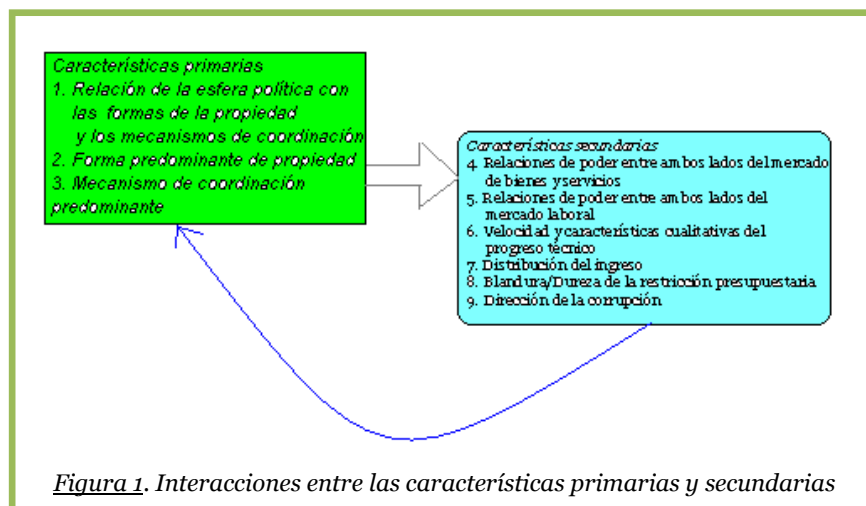 Características primarias
1. Relación de la esfera política con
las formas de la propiedad
y los mecanismos de coordinación
2. Forma predominante de propiedad
3. Mecanismo de coordinación
predominante
Características secundarias
4. Relaciones de poder entre ambos lados del mercado
de bienes y servicios
5. Relaciones de poder entre ambos lados del
mercado laboral
6. Velocidad y características cualitativas del
progreso técnico
7. Distribución del ingreso
8. Blandura/Dureza de la restricción presupuestaria
9. Dirección de la corrupción
Figura 1. Interacciones entre las características primarias y secundarias